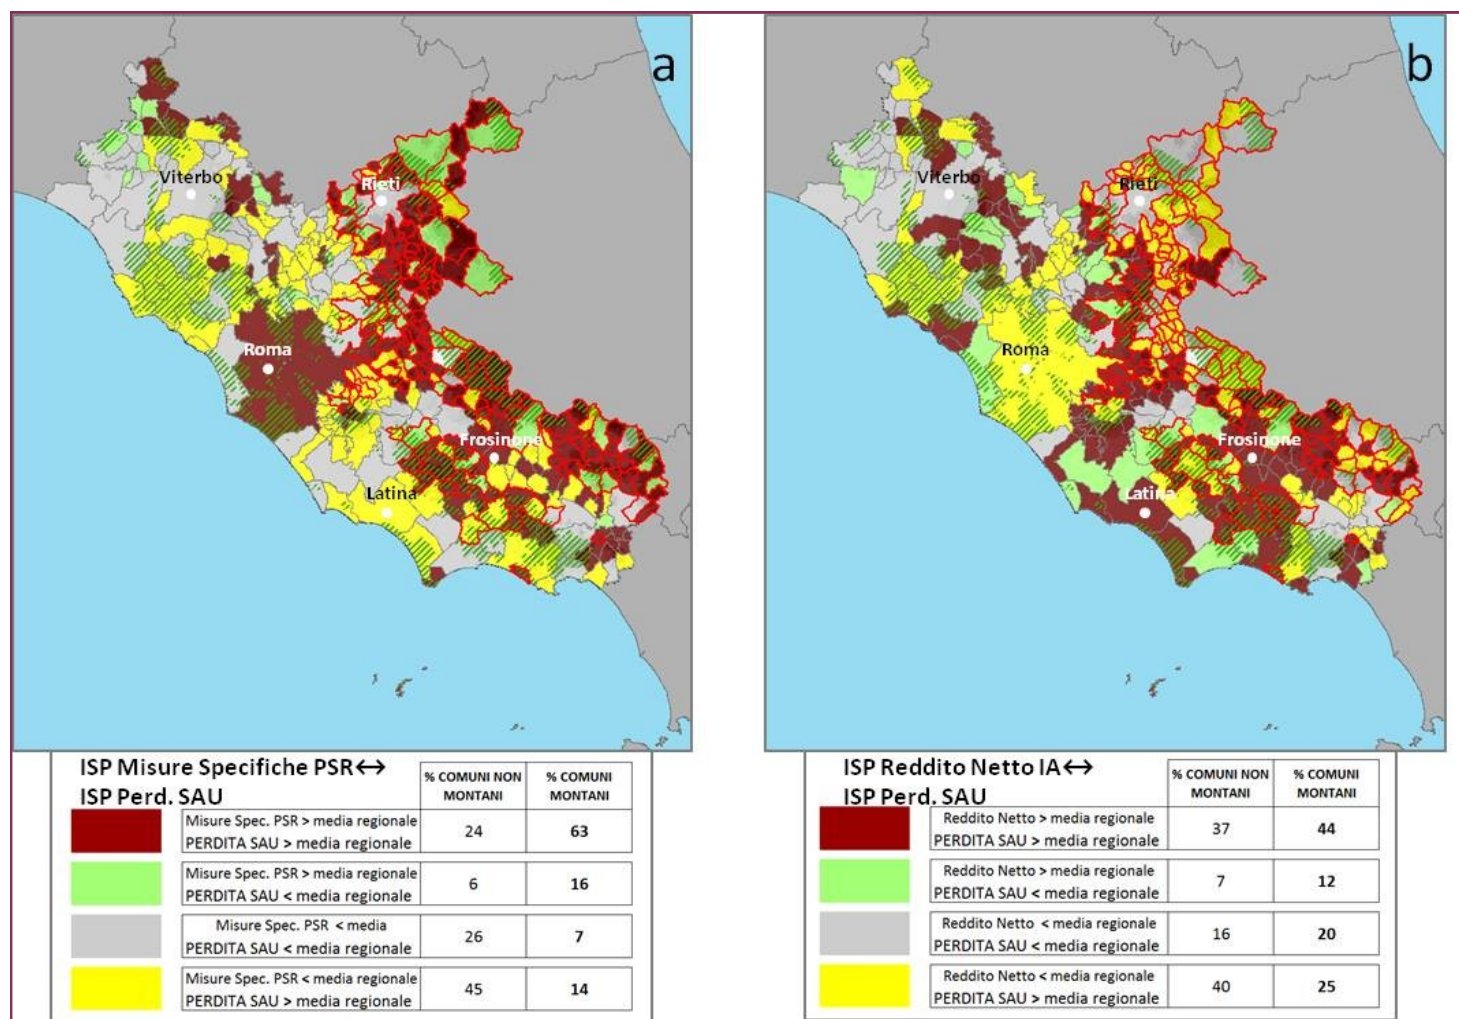 a
Viterbo
Rieti
Roma
Frosinone
Latina
ISP Misure Specifiche PSR↔
ISP Perd. SAU
% COMUNI NON
MONTANI
% COMUNI
MONTANI
Misure Spec. PSR > media regionale
PERDITA SAU > media regionale
24
63
Misure Spec. PSR > media regionale
PERDITA SAU < media regionale
6
16
Misure Spec. PSR < media
PERDITA SAU < media regionale
26
7
Misure Spec. PSR < media regionale
PERDITA SAU > media regionale
45
14
b
Viterbo
Rieti
Roma
Frosinone
Latina
ISP Reddito Netto IA↔
ISP Perd. SAU
% COMUNI NON
MONTANI
% COMUNI
MONTANI
Reddito Netto > media regionale
PERDITA SAU > media regionale
37
44
Reddito Netto > media regionale
PERDITA SAU < media regionale
7
12
Reddito Netto < media regionale
PERDITA SAU < media regionale
16
20
Reddito Netto < media regionale
PERDITA SAU > media regionale
40
25